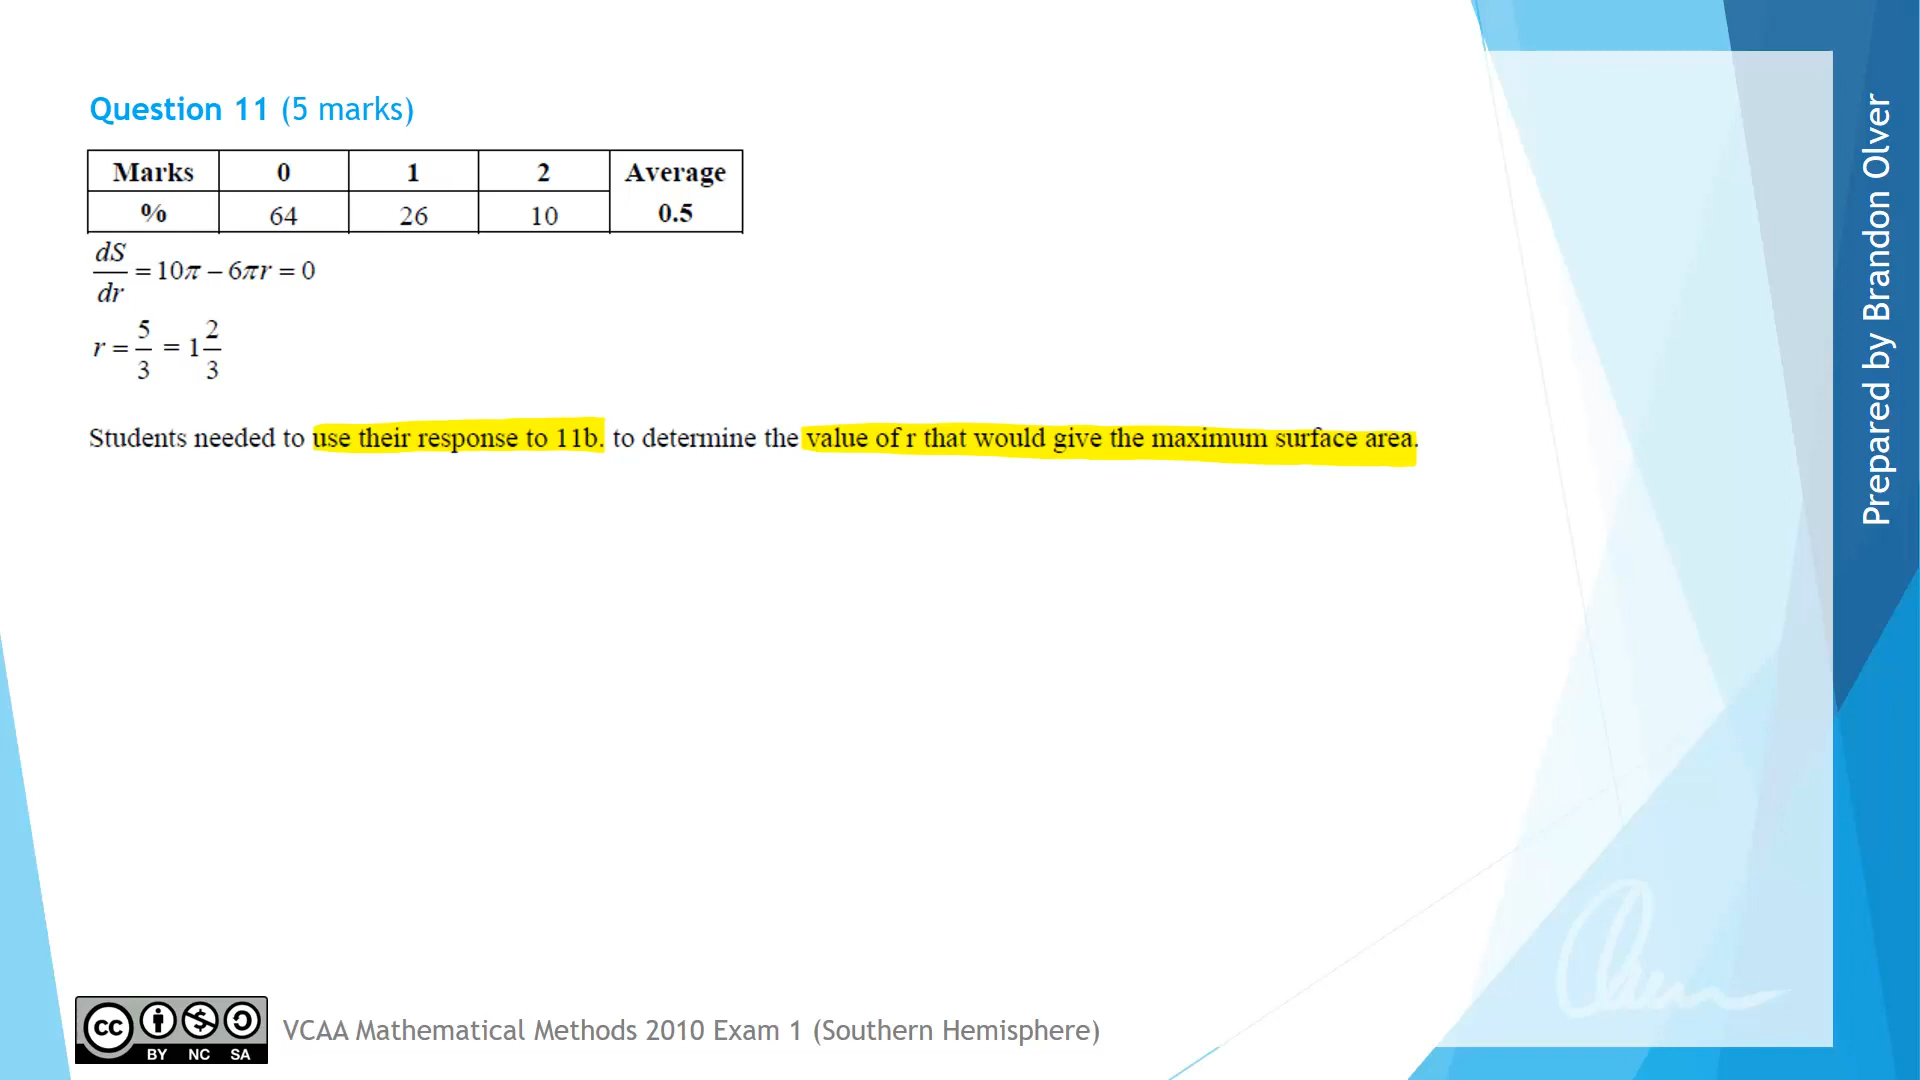 Question 11 (5 marks)
Marks 0 1 2 Average
% 64 26 10 0.5
dS/dr = 10π − 6πr = 0
r = 5/3 = 1 2/3
Students needed to use their response to 11b. to determine the value of r that would give the maximum surface area.
Prepared by Brandon Olver
cc BY NC SA
VCAA Mathematical Methods 2010 Exam 1 (Southern Hemisphere)